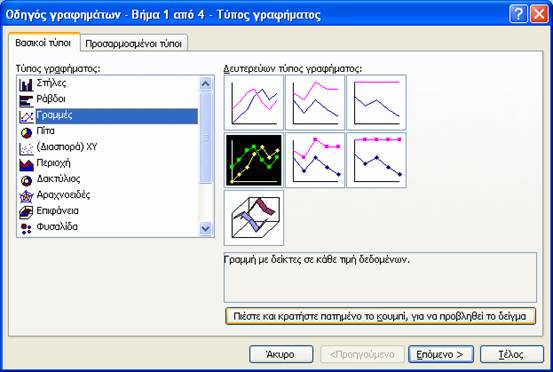 Οδηγός γραφημάτων - Βήμα 1 από 4 - Τύπος γραφήματος
Βασικοί τύποι
Προσαρμοσμένοι τύποι
Τύπος γραφήματος:
Δευτερεύων τύπος γραφήματος:
Στήλες
Ράβδοι
Γραμμές
Πίτα
(Διασπορά) XY
Περιοχή
Δακτύλιος
Αραχνοειδές
Επιφάνεια
Φυσαλίδα
Γραμμή με δείκτες σε κάθε τιμή δεδομένων.
Πιέστε και κρατήστε πατημένο το κουμπί, για να προβληθεί το δείγμα
Άκυρο
<Προηγούμενο
Επόμενο >
Τέλος